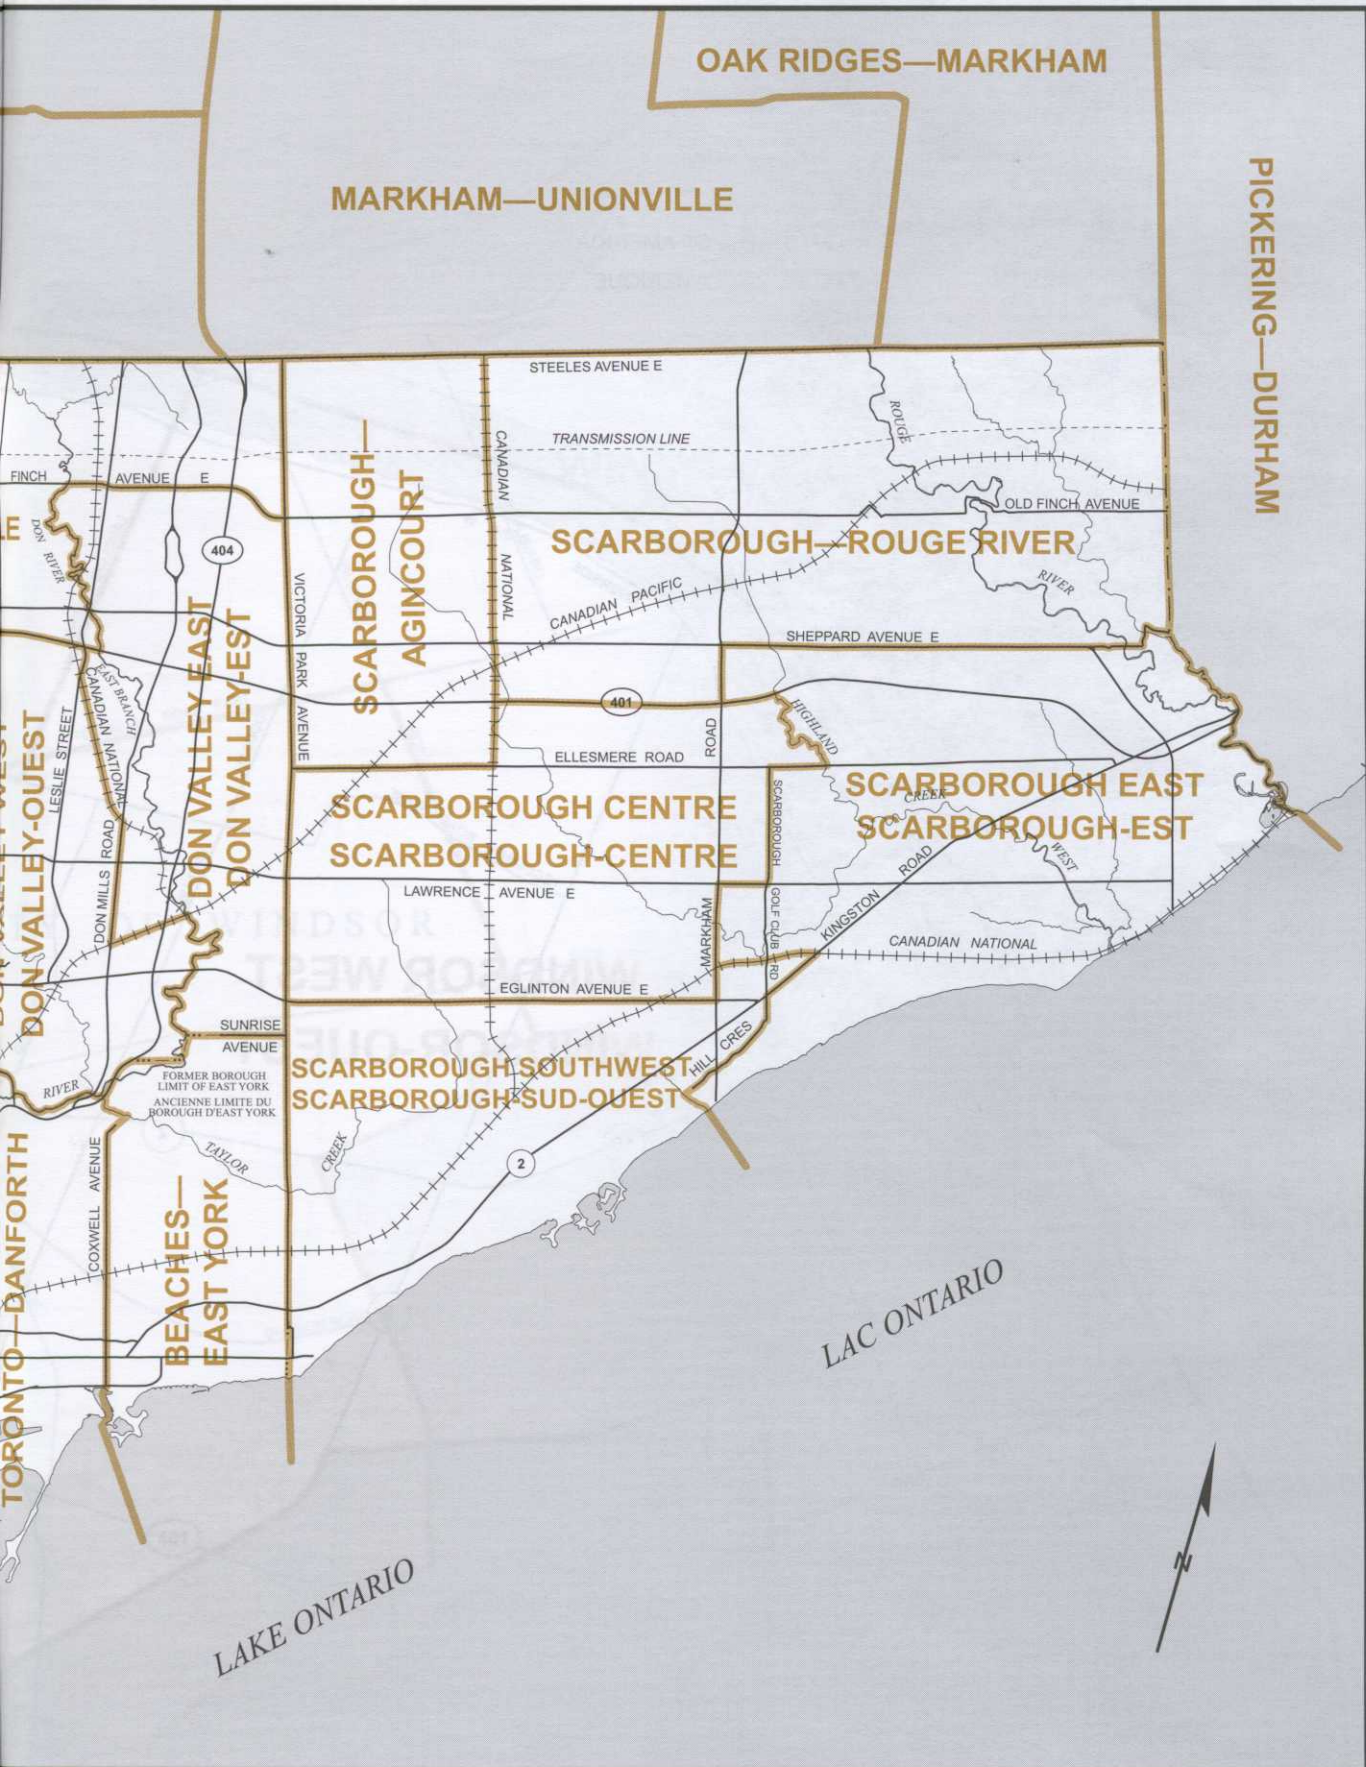 OAK RIDGES—MARKHAM
MARKHAM—UNIONVILLE
PICKERING—DURHAM
STEELES AVENUE E
TRANSMISSION LINE
ROUGE
CANADIAN
NATIONAL
SCARBOROUGH—
AGINCOURT
FINCH
AVENUE E
OLD FINCH AVENUE
DON RIVER
404
SCARBOROUGH—ROUGE RIVER
RIVER
VICTORIA PARK AVENUE
CANADIAN PACIFIC
SHEPPARD AVENUE E
DON VALLEY EAST
DON VALLEY-EST
EAST BRANCH
CANADIAN NATIONAL
LESLIE STREET
DON VALLEY-OUEST
401
HIGHLAND
ROAD
ELLESMERE ROAD
SCARBOROUGH CENTRE
SCARBOROUGH-CENTRE
SCARBOROUGH EAST
SCARBOROUGH-EST
CREEK
WEST
SCARBOROUGH
GOLF CLUB RD
DON MILLS ROAD
LAWRENCE AVENUE E
MARKHAM
KINGSTON ROAD
CANADIAN NATIONAL
EGLINTON AVENUE E
SUNRISE
AVENUE
HILL CRES
SCARBOROUGH SOUTHWEST
SCARBOROUGH-SUD-OUEST
FORMER BOROUGH
LIMIT OF EAST YORK
ANCIENNE LIMITE DU
BOROUGH D'EAST YORK
RIVER
TAYLOR
CREEK
2
COXWELL AVENUE
BEACHES—
EAST YORK
TORONTO—DANFORTH
LAC ONTARIO
LAKE ONTARIO
N